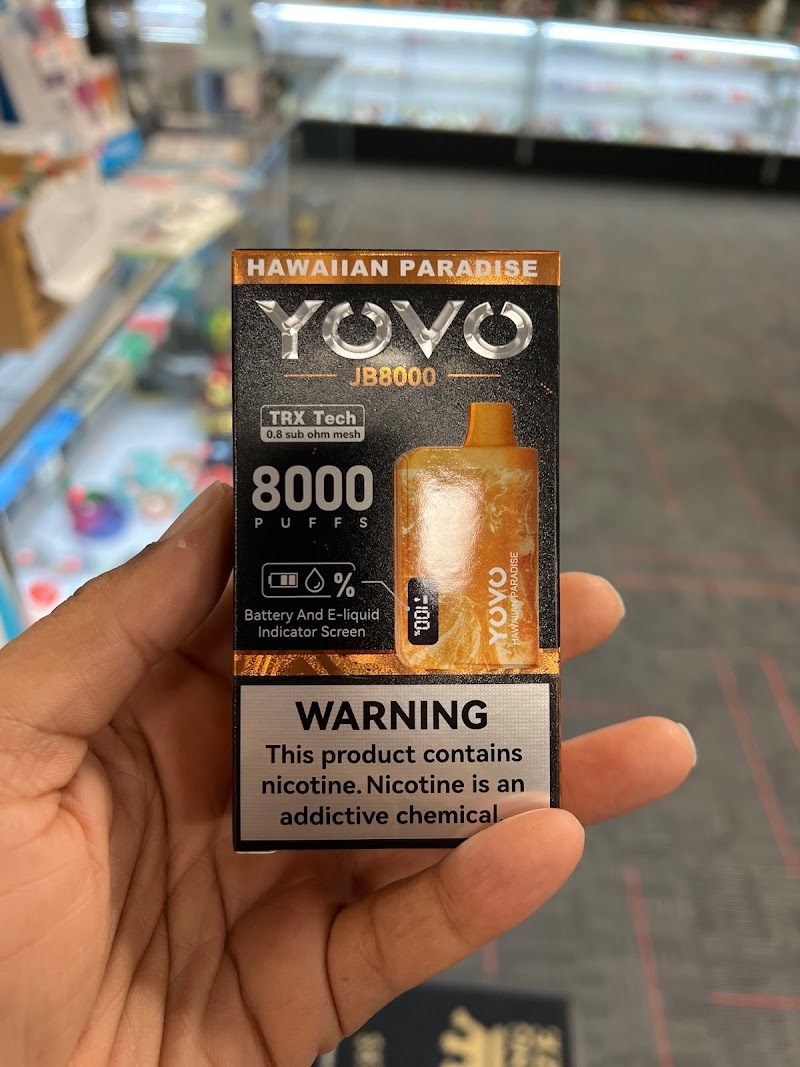 HAWAIIAN PARADISE
YOVO
JB8000
TRX Tech
0.8 sub ohm mesh
8000
PUFFS
%
Battery And E-liquid
Indicator Screen
100%
YOVO
HAWAIIAN PARADISE
WARNING
This product contains
nicotine. Nicotine is an
addictive chemical.